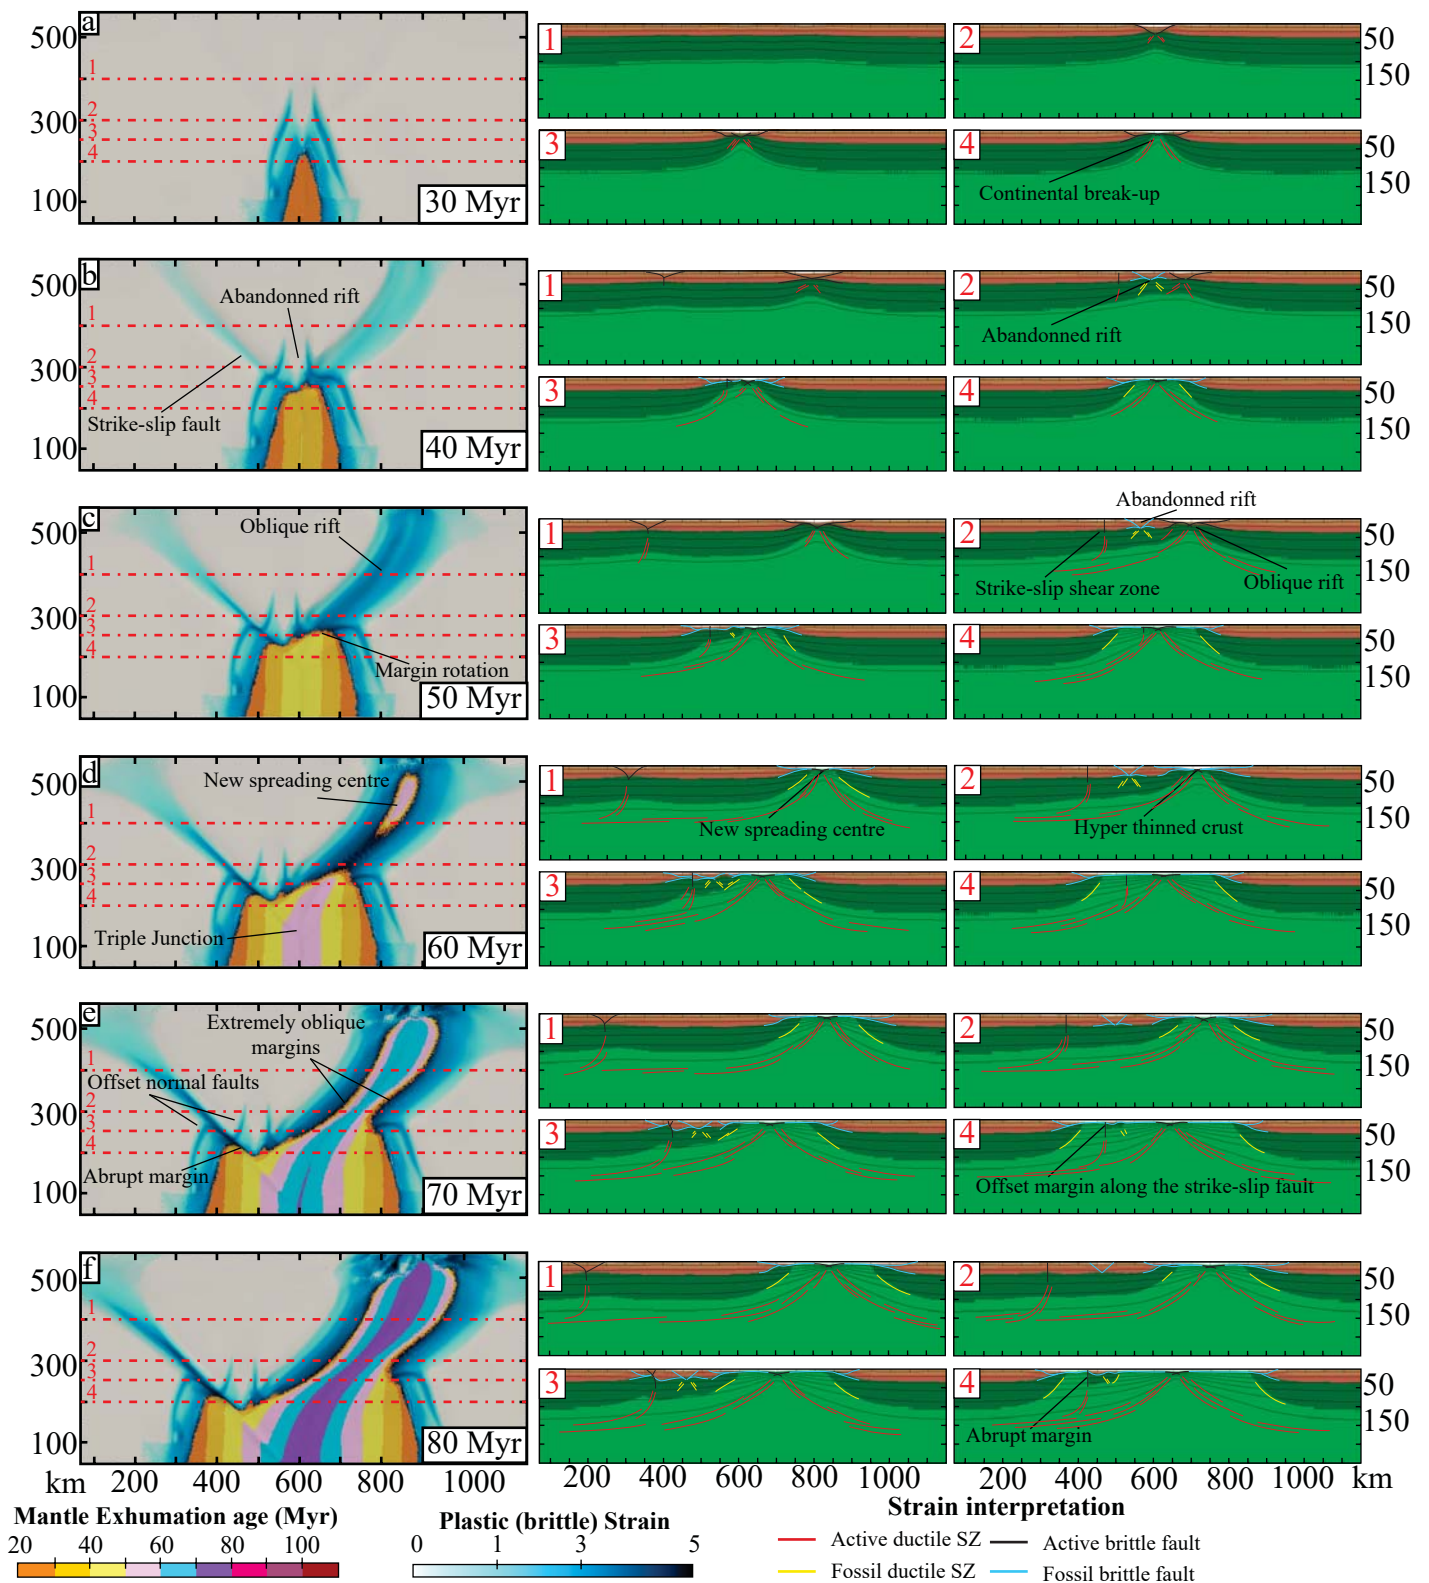 a
500
300
100
1
2
3
4
30 Myr
1
2
50
150
3
4
50
150
Continental break-up
b
500
300
100
1
2
3
4
Abandonned rift
Strike-slip fault
40 Myr
1
2
50
150
Abandonned rift
3
4
50
150
c
500
300
100
1
2
3
4
Oblique rift
Margin rotation
50 Myr
Abandonned rift
1
2
50
150
Strike-slip shear zone
Oblique rift
3
4
50
150
d
500
300
100
1
2
3
4
New spreading centre
Triple Junction
60 Myr
1
2
50
150
New spreading centre
Hyper thinned crust
3
4
50
150
e
500
300
100
1
2
3
4
Extremely oblique
margins
Offset normal faults
Abrupt margin
70 Myr
1
2
50
150
3
4
50
150
Offset margin along the strike-slip fault
f
500
300
100
1
2
3
4
80 Myr
1
2
50
150
3
4
50
150
Abrupt margin
km 200 400 600 800 1000
200 400 600 800 1000
200 400 600 800 1000 km
Mantle Exhumation age (Myr)
20 40 60 80 100
Plastic (brittle) Strain
0 1 3 5
Strain interpretation
Active ductile SZ
Active brittle fault
Fossil ductile SZ
Fossil brittle fault